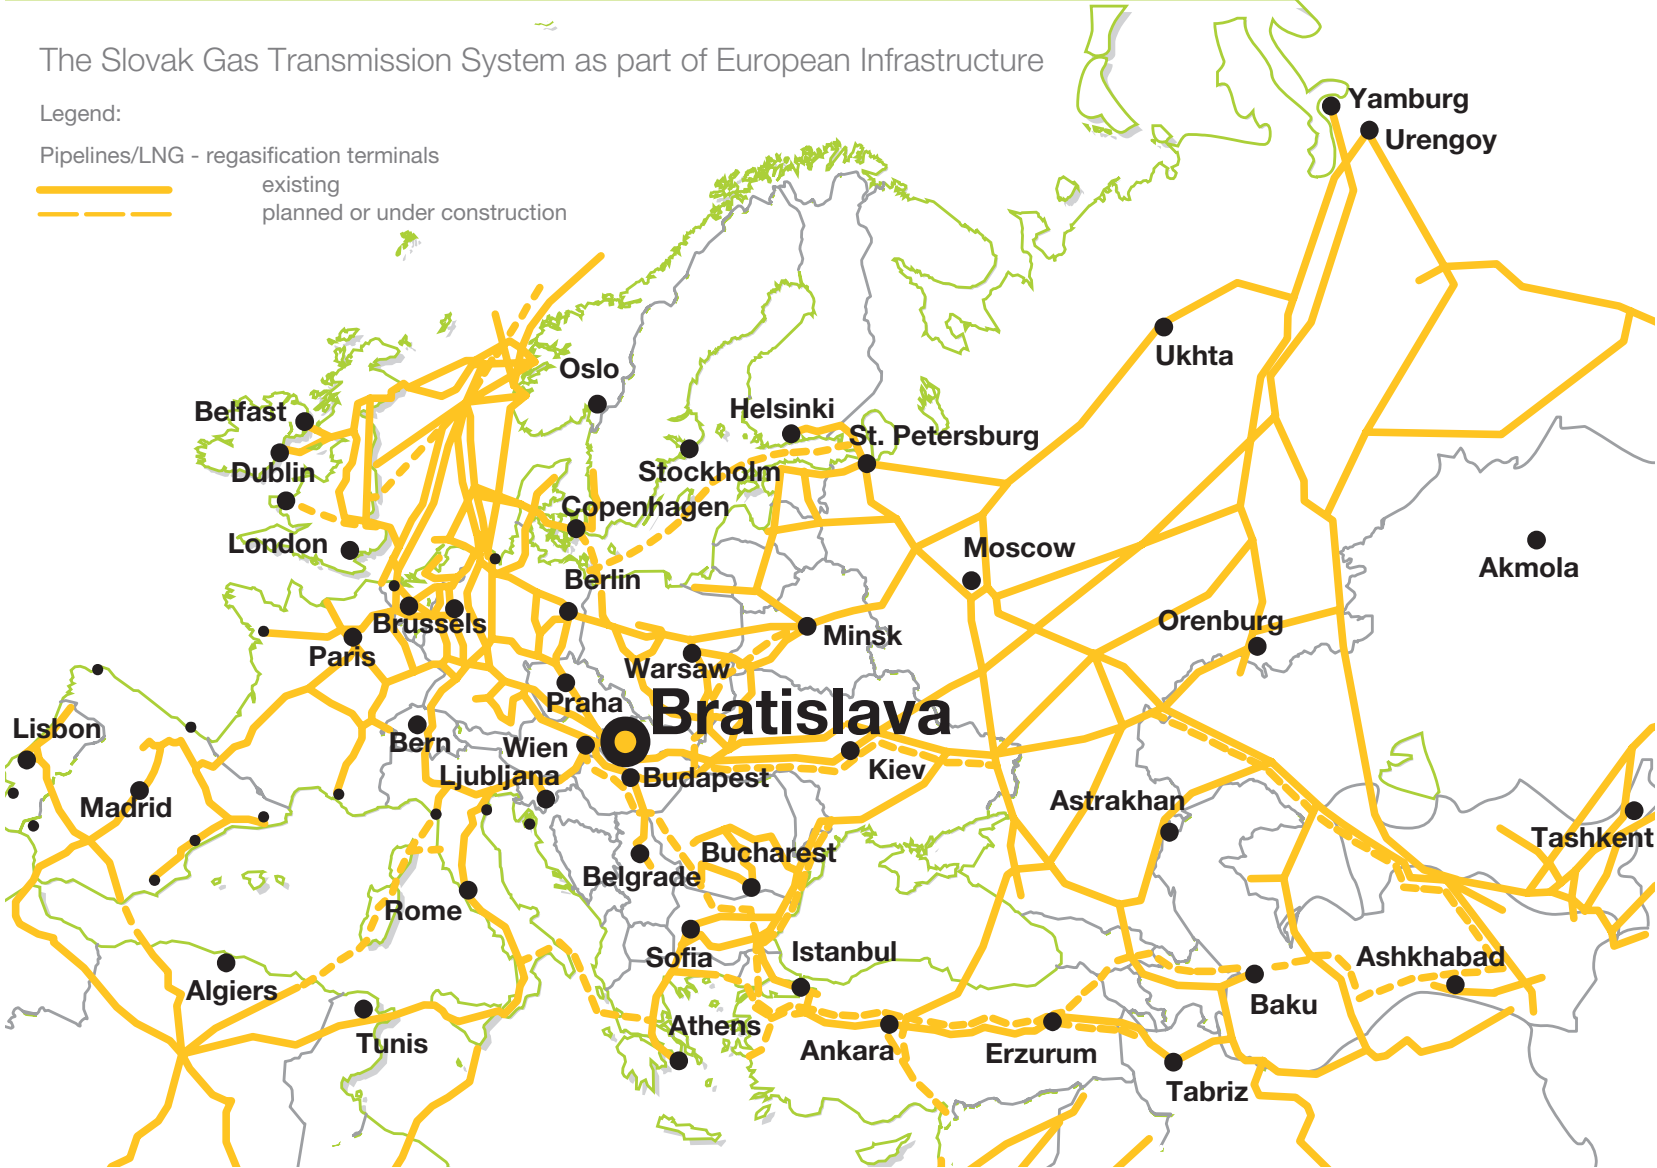 The Slovak Gas Transmission System as part of European Infrastructure
Legend:
Pipelines/LNG - regasification terminals
existing
planned or under construction
Yamburg
Urengoy
Ukhta
Oslo
Belfast
Helsinki
St. Petersburg
Dublin
Stockholm
Copenhagen
London
Moscow
Akmola
Berlin
Brussels
Orenburg
Minsk
Paris
Warsaw
Praha
Bratislava
Lisbon
Bern
Wien
Kiev
Ljubljana
Budapest
Madrid
Astrakhan
Tashkent
Bucharest
Belgrade
Rome
Sofia
Istanbul
Ashkhabad
Algiers
Baku
Athens
Tunis
Ankara
Erzurum
Tabriz